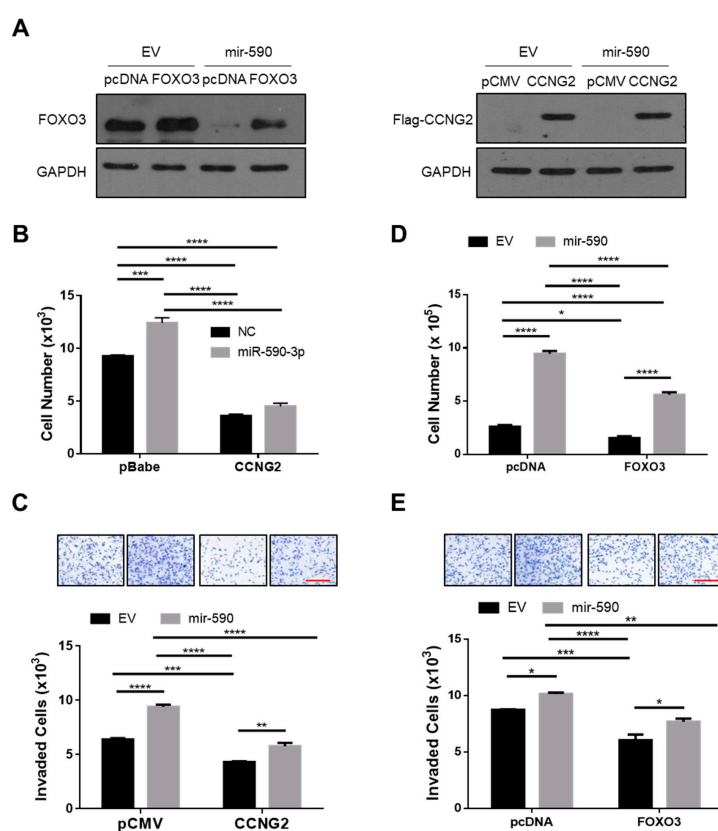 A
EV mir-590
pcDNA FOXO3 pcDNA FOXO3
FOXO3
GAPDH
EV mir-590
pCMV CCNG2 pCMV CCNG2
Flag-CCNG2
GAPDH
B
****
****
*** ****
****
Cell Number (x10³)
15
10
5
0
NC
miR-590-3p
pBabe CCNG2
D
EV mir-590
****
****
****
*
****
****
Cell Number (x 10⁵)
15
10
5
0
pcDNA FOXO3
C
EV mir-590
****
****
***
****
**
Invaded Cells (x10³)
15
10
5
0
pCMV CCNG2
E
EV mir-590
**
****
***
*
*
Invaded Cells (x10³)
15
10
5
0
pcDNA FOXO3